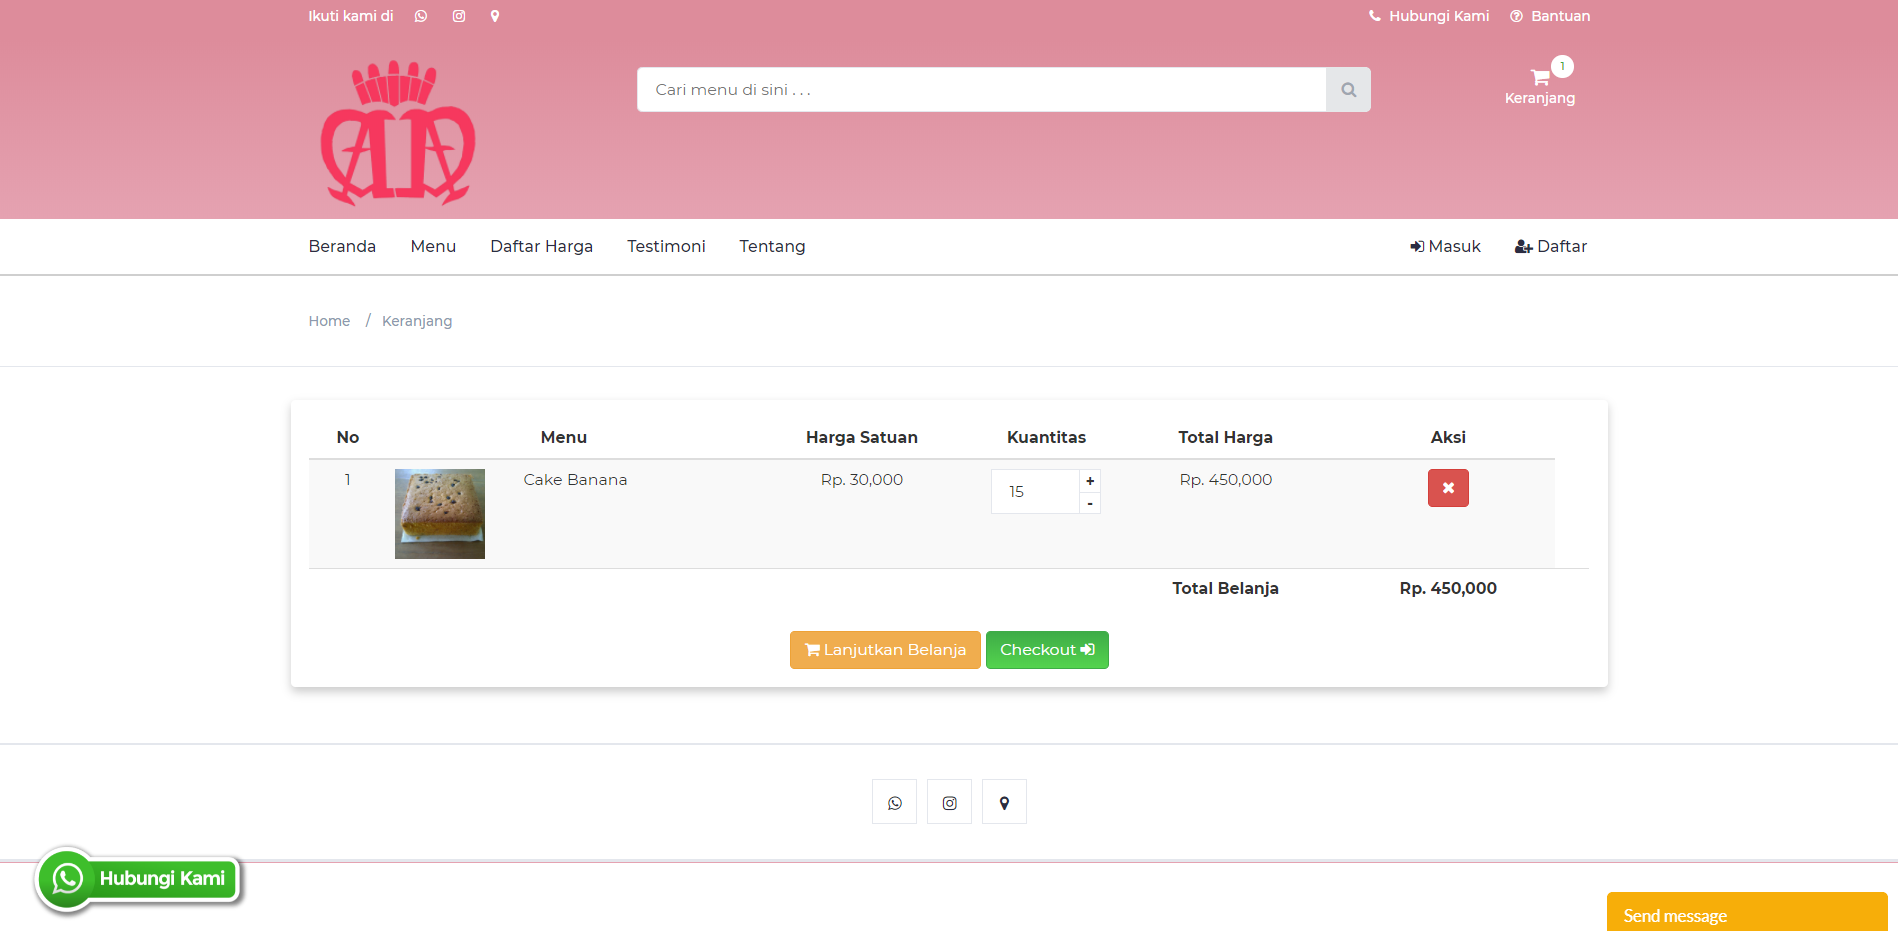 Ikuti kami di
Hubungi Kami Bantuan
Cari menu di sini . . .
1
Keranjang
Beranda Menu Daftar Harga Testimoni Tentang Masuk Daftar
Home / Keranjang
No Menu Harga Satuan Kuantitas Total Harga Aksi
1 Cake Banana Rp. 30,000 15 + - Rp. 450,000
Total Belanja Rp. 450,000
Lanjutkan Belanja Checkout
Hubungi Kami
Send message